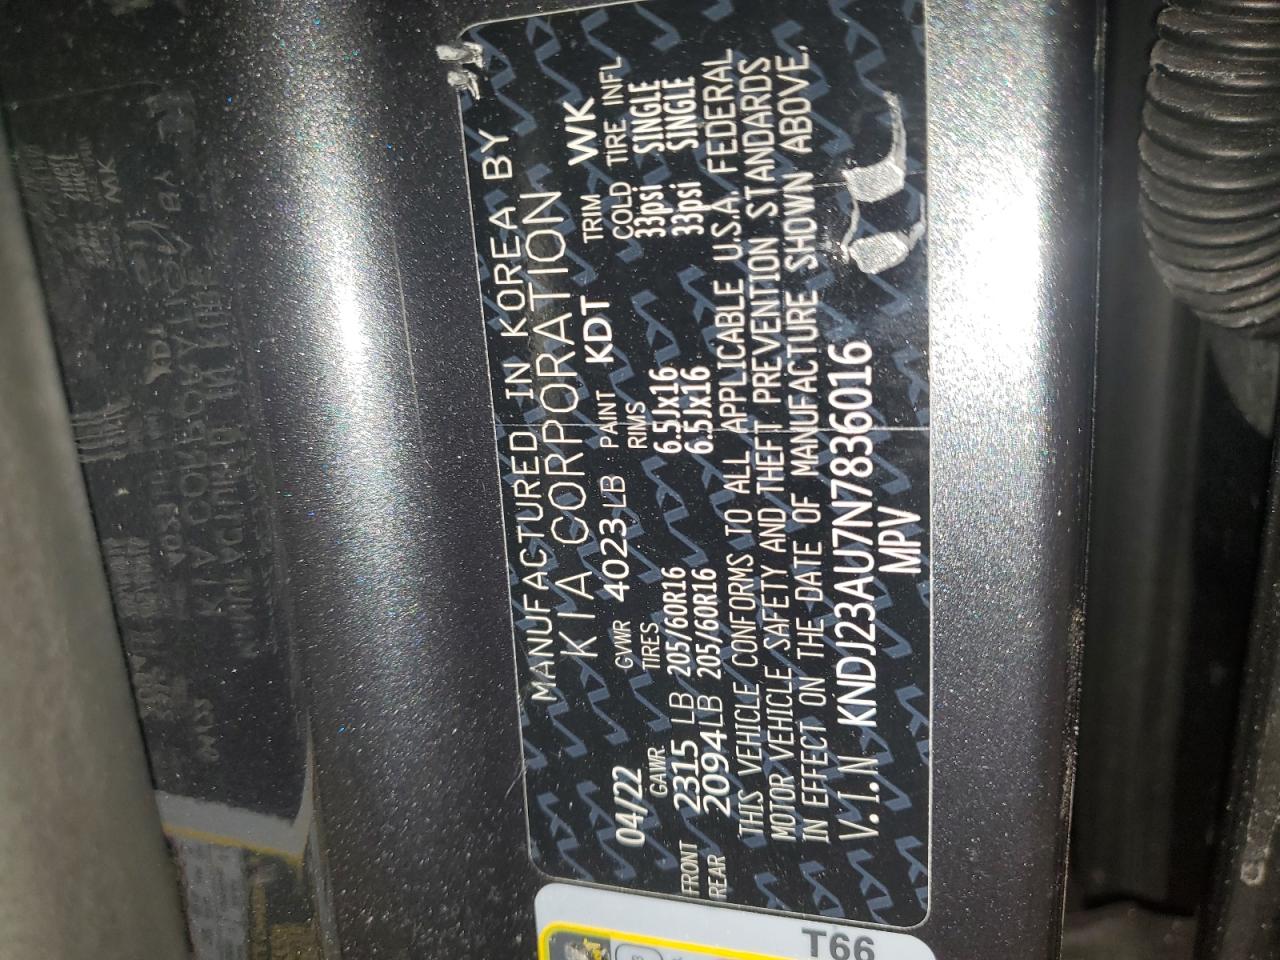 MANUFACTURED IN KOREA BY
KIA CORPORATION
04/22 GVWR 4023 LB PAINT KDT TRIM WK
GAWR TIRES RIMS COLD TIRE INFL
FRONT 2315 LB 205/60R16 6.5Jx16 33psi SINGLE
REAR 2094LB 205/60R16 6.5Jx16 33psi SINGLE
THIS VEHICLE CONFORMS TO ALL APPLICABLE U.S.A. FEDERAL
MOTOR VEHICLE SAFETY AND THEFT PREVENTION STANDARDS
IN EFFECT ON THE DATE OF MANUFACTURE SHOWN ABOVE.
V.I.N KNDJ23AU7N7836016
MPV
T66